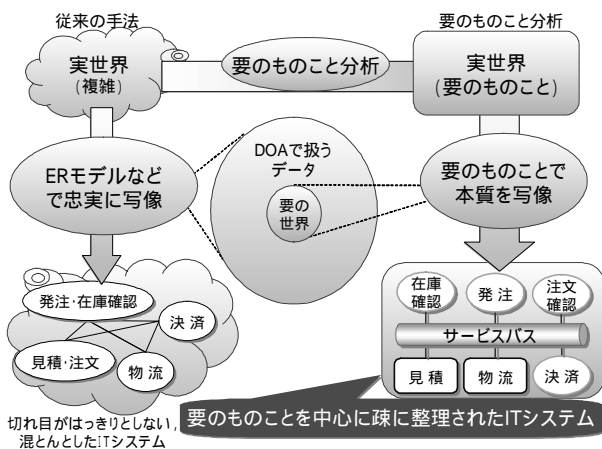 従来の手法
要のものこと分析
実世界
(複雑)
要のものこと分析
実世界
(要のものこと)
ERモデルなど
で忠実に写像
DOAで扱う
データ
要の
世界
要のものことで
本質を写像
発注・在庫確認
決 済
見積・注文
物 流
在庫
確認
発 注
注文
確認
サービスバス
見 積
物 流
決 済
切れ目がはっきりとしない,
混とんとしたITシステム
要のものことを中心に疎に整理されたITシステム